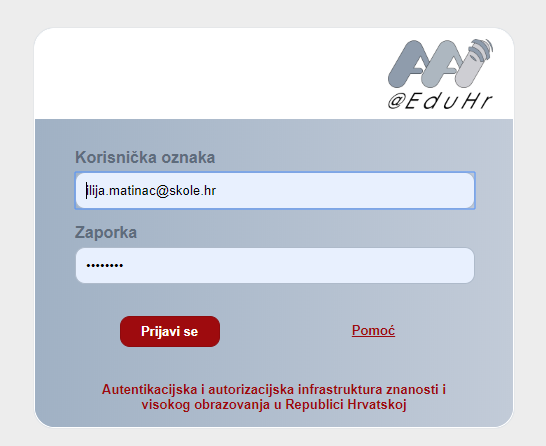 AAI
@EduHr
Korisnička oznaka
ilija.matinac@skole.hr
Zaporka
••••••••
Prijavi se
Pomoć
Autentikacijska i autorizacijska infrastruktura znanosti i
visokog obrazovanja u Republici Hrvatskoj